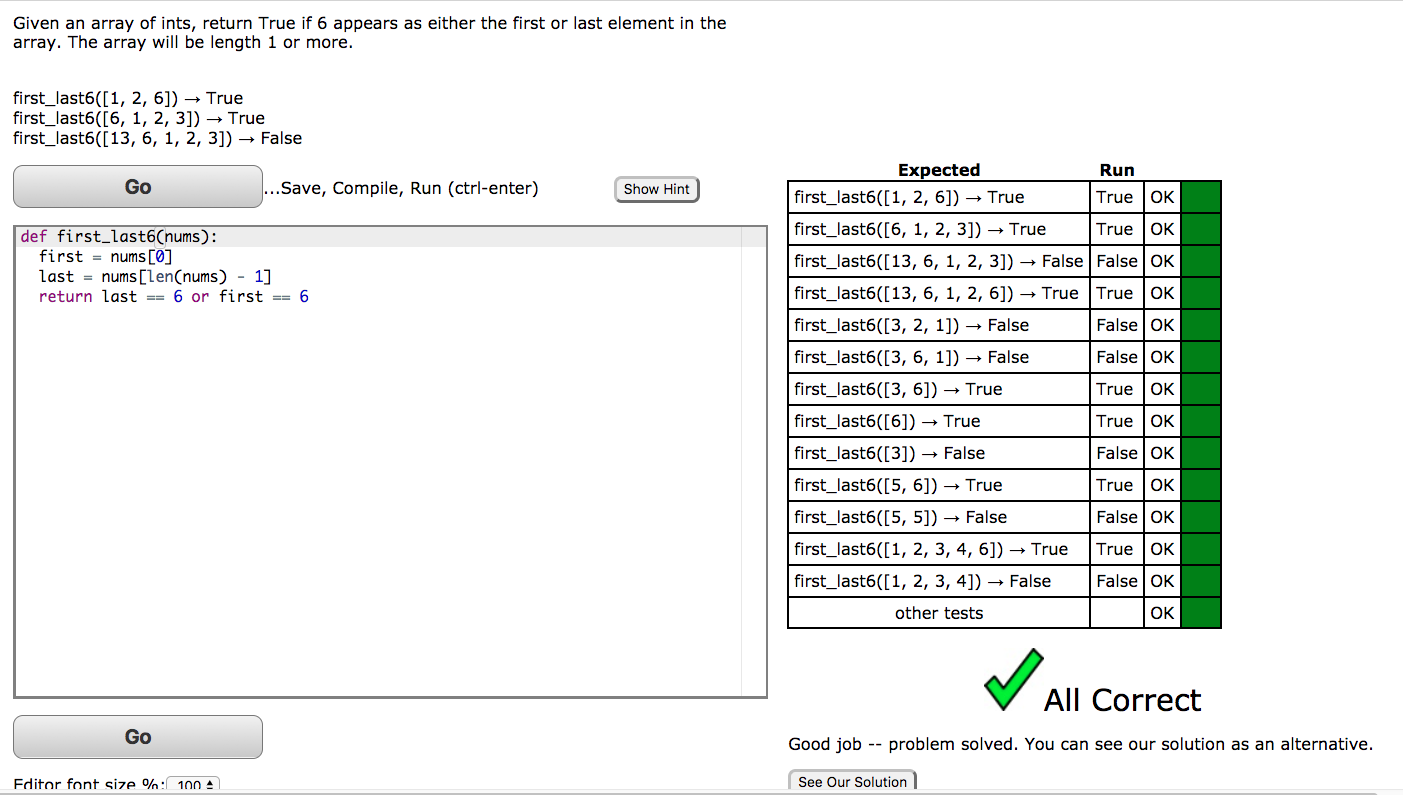 Given an array of ints, return True if 6 appears as either the first or last element in the
array. The array will be length 1 or more.
first_last6([1, 2, 6]) → True
first_last6([6, 1, 2, 3]) → True
first_last6([13, 6, 1, 2, 3]) → False
Go ...Save, Compile, Run (ctrl-enter) Show Hint
def first_last6(nums):
  first = nums[0]
  last = nums[len(nums) - 1]
  return last == 6 or first == 6
Go
Editor font size %: 100
Expected Run
first_last6([1, 2, 6]) → True True OK
first_last6([6, 1, 2, 3]) → True True OK
first_last6([13, 6, 1, 2, 3]) → False False OK
first_last6([13, 6, 1, 2, 6]) → True True OK
first_last6([3, 2, 1]) → False False OK
first_last6([3, 6, 1]) → False False OK
first_last6([3, 6]) → True True OK
first_last6([6]) → True True OK
first_last6([3]) → False False OK
first_last6([5, 6]) → True True OK
first_last6([5, 5]) → False False OK
first_last6([1, 2, 3, 4, 6]) → True True OK
first_last6([1, 2, 3, 4]) → False False OK
other tests OK
All Correct
Good job -- problem solved. You can see our solution as an alternative.
See Our Solution